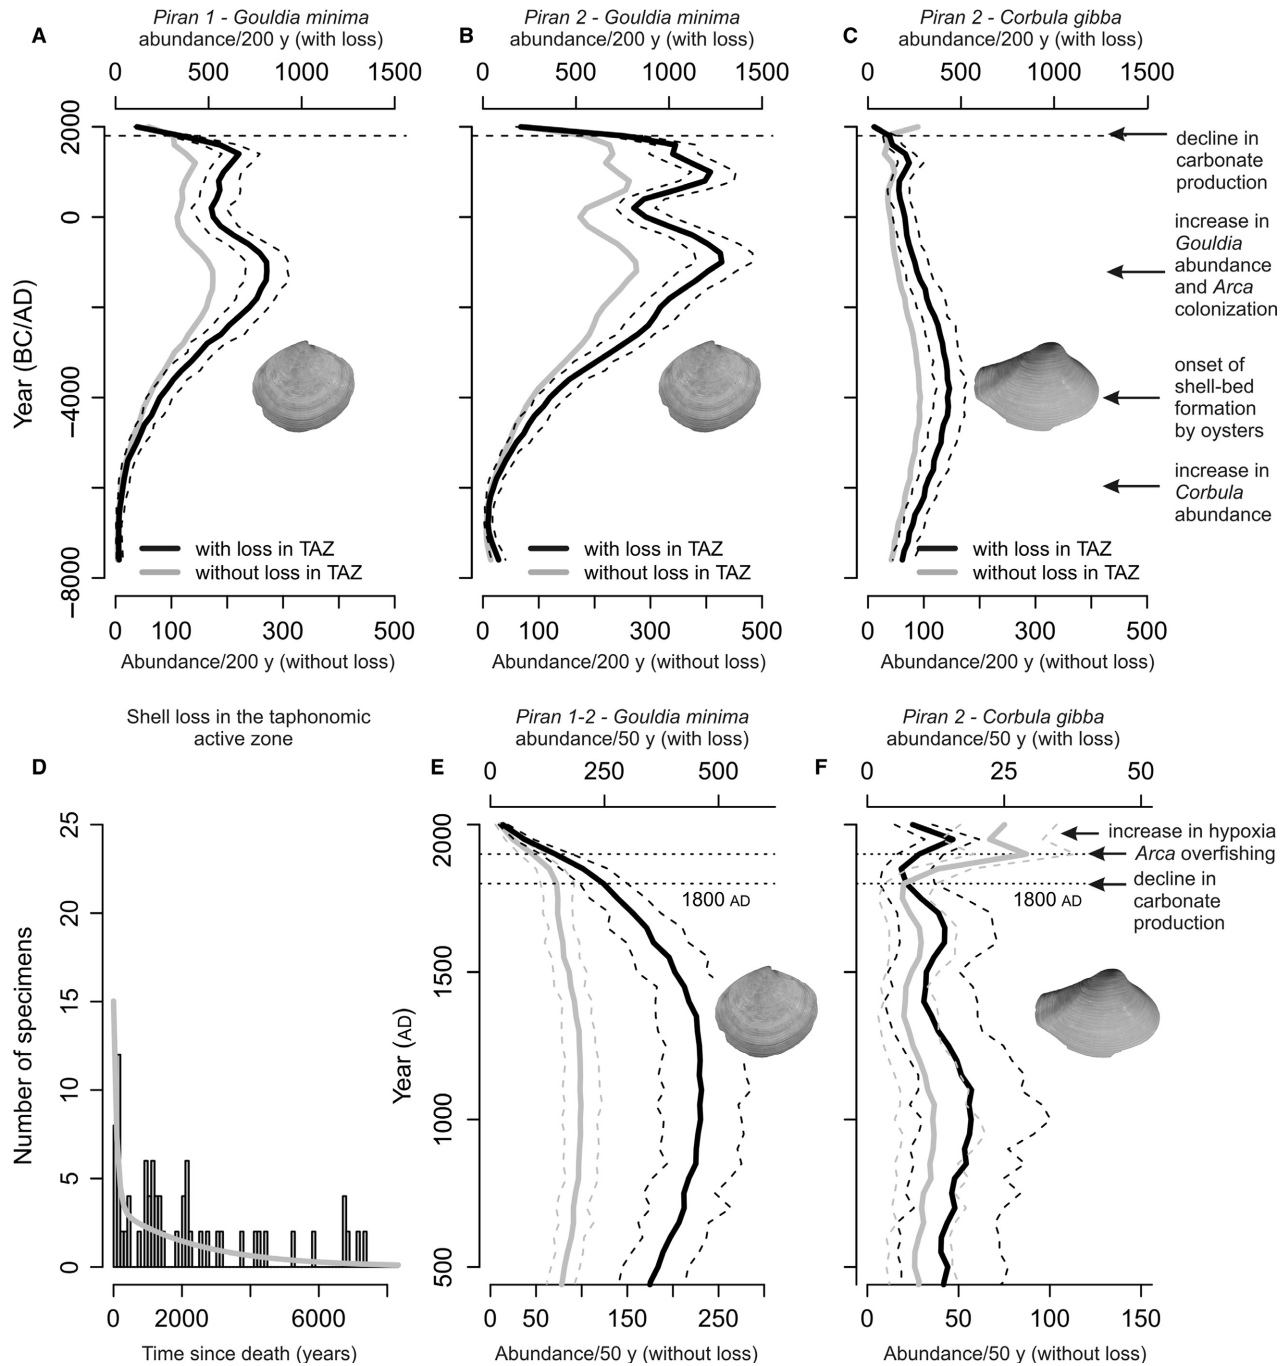 A
Piran 1 - Gouldia minima
abundance/200 y (with loss)
0 500 1000 1500
Year (BC/AD)
2000
0
−4000
−8000
with loss in TAZ
without loss in TAZ
0 100 300 500
Abundance/200 y (without loss)
B
Piran 2 - Gouldia minima
abundance/200 y (with loss)
0 500 1000 1500
with loss in TAZ
without loss in TAZ
0 100 300 500
Abundance/200 y (without loss)
C
Piran 2 - Corbula gibba
abundance/200 y (with loss)
0 500 1000 1500
decline in
carbonate
production
increase in
Gouldia
abundance
and Arca
colonization
onset of
shell-bed
formation
by oysters
increase in
Corbula
abundance
with loss in TAZ
without loss in TAZ
0 100 300 500
Abundance/200 y (without loss)
D
Shell loss in the taphonomic
active zone
Number of specimens
25
20
15
10
5
0
0 2000 6000
Time since death (years)
E
Piran 1-2 - Gouldia minima
abundance/50 y (with loss)
0 250 500
Year (AD)
2000
1500
1000
500
1800 AD
0 50 150 250
Abundance/50 y (without loss)
F
Piran 2 - Corbula gibba
abundance/50 y (with loss)
0 25 50
increase in hypoxia
Arca overfishing
decline in
carbonate
production
1800 AD
0 50 100 150
Abundance/50 y (without loss)